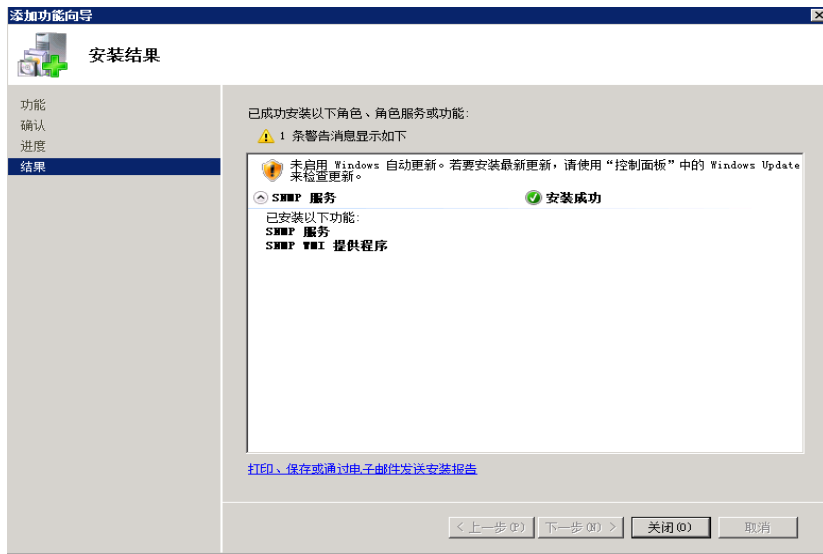 添加功能向导
安装结果
功能
确认
进度
结果
已成功安装以下角色、角色服务或功能:
1 条警告消息显示如下
未启用 Windows 自动更新。若要安装最新更新，请使用“控制面板”中的 Windows Update
来检查更新。
SNMP 服务 安装成功
已安装以下功能:
SNMP 服务
SNMP WMI 提供程序
打印、保存或通过电子邮件发送安装报告
< 上一步(P) 下一步(N) > 关闭(O) 取消